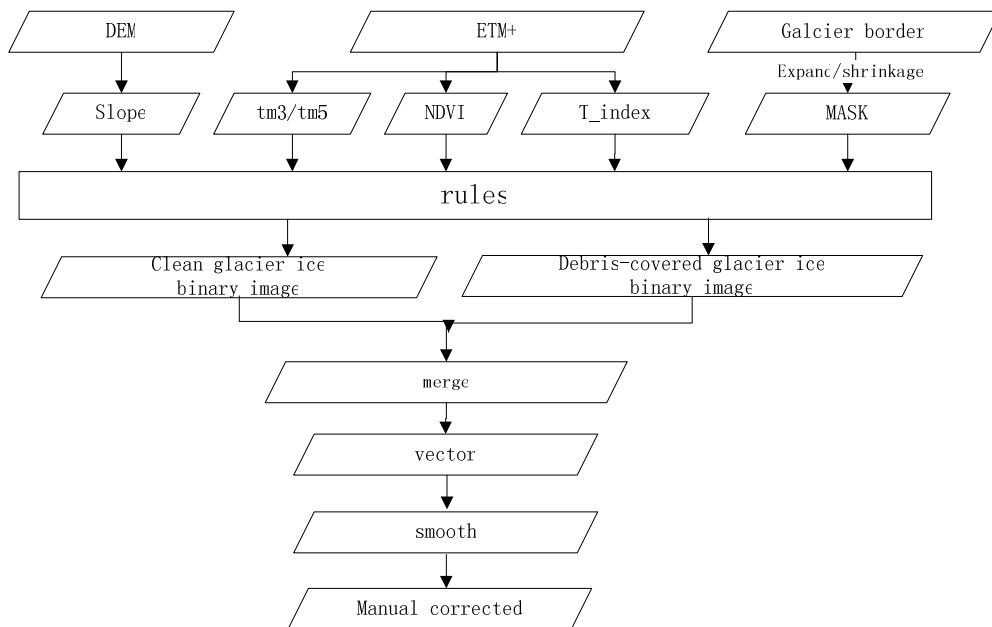 DEM
ETM+
Galcier border
Expand/shrinkage
Slope
tm3/tm5
NDVI
T_index
MASK
rules
Clean glacier ice
binary image
Debris-covered glacier ice
binary image
merge
vector
smooth
Manual corrected